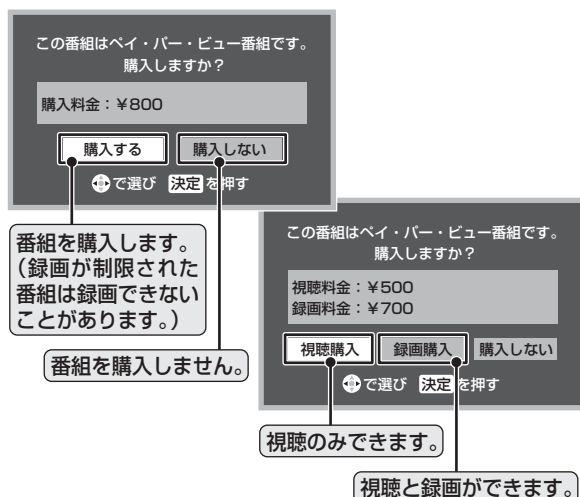 この番組はペイ・パー・ビュー番組です。
購入しますか？
購入料金：￥800
購入する
購入しない
で選び 決定 を押す
番組を購入します。
（録画が制限された
番組は録画できない
ことがあります。）
番組を購入しません。
この番組はペイ・パー・ビュー番組です。
購入しますか？
視聴料金：￥500
録画料金：￥700
視聴購入
録画購入
購入しない
で選び 決定 を押す
視聴のみできます。
視聴と録画ができます。